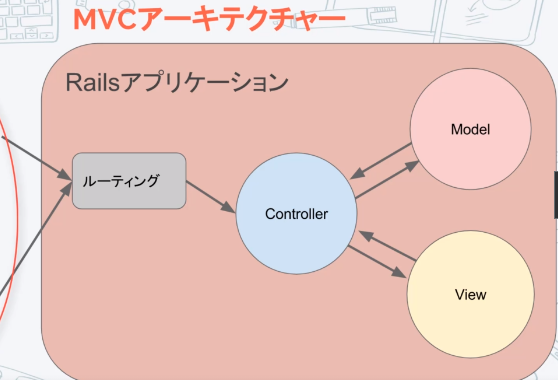 MVCアーキテクチャー
Railsアプリケーション
Model
ルーティング
Controller
View